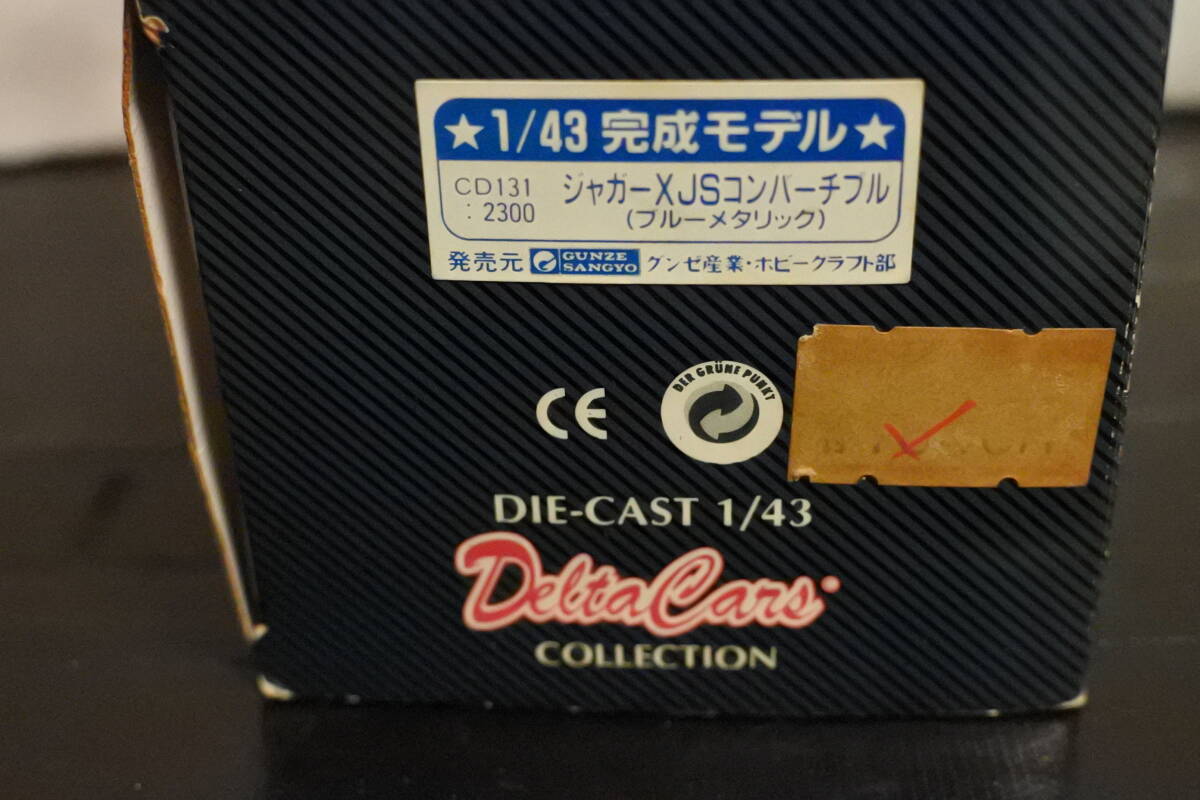 ★1/43 完成モデル★
CD131 ジャガーXJSコンバーチブル
:2300 (ブルーメタリック)
発売元 GUNZE SANGYO グンゼ産業・ホビークラフト部
CE DER GRÜNE PUNKT
DIE-CAST 1/43
DeltaCars
COLLECTION